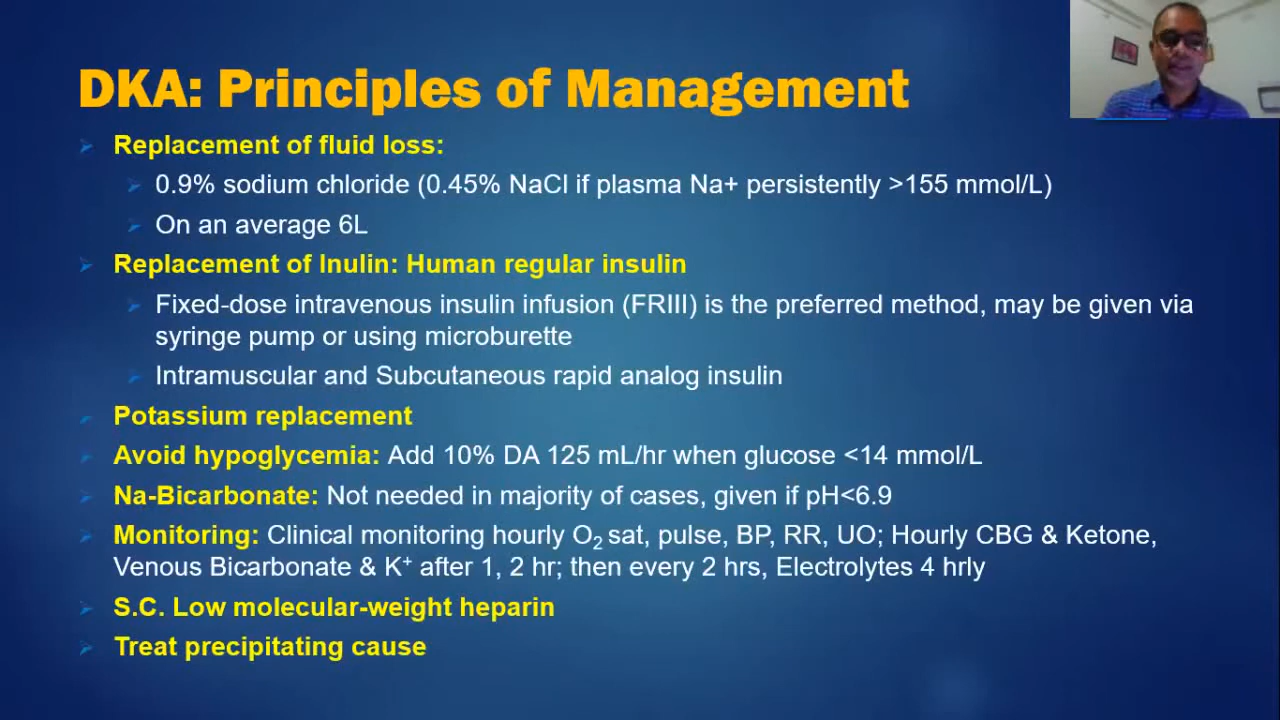 DKA: Principles of Management
Replacement of fluid loss:
0.9% sodium chloride (0.45% NaCl if plasma Na+ persistently >155 mmol/L)
On an average 6L
Replacement of Inulin: Human regular insulin
Fixed-dose intravenous insulin infusion (FRIII) is the preferred method, may be given via
syringe pump or using microburette
Intramuscular and Subcutaneous rapid analog insulin
Potassium replacement
Avoid hypoglycemia: Add 10% DA 125 mL/hr when glucose <14 mmol/L
Na-Bicarbonate: Not needed in majority of cases, given if pH<6.9
Monitoring: Clinical monitoring hourly O₂ sat, pulse, BP, RR, UO; Hourly CBG & Ketone,
Venous Bicarbonate & K⁺ after 1, 2 hr; then every 2 hrs, Electrolytes 4 hrly
S.C. Low molecular-weight heparin
Treat precipitating cause